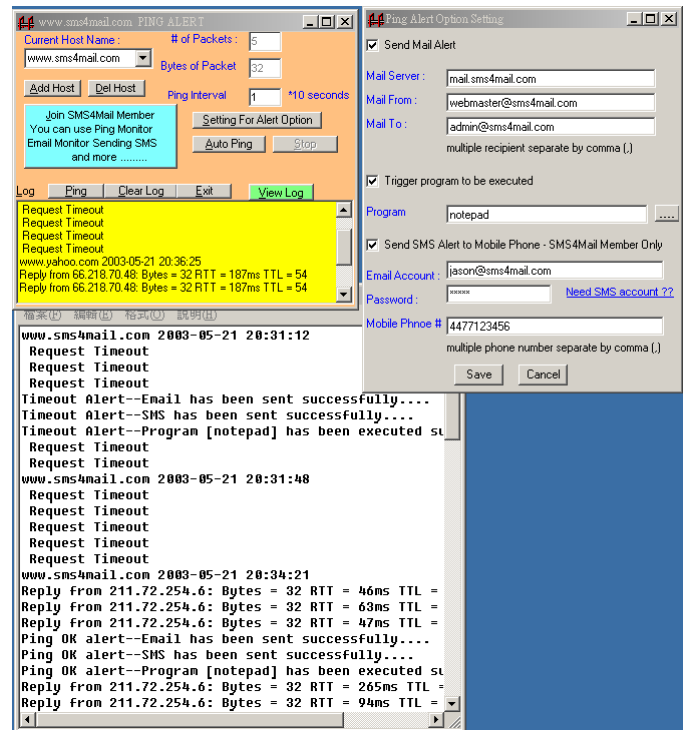 www.sms4mail.com PING ALERT
Current Host Name :
# of Packets :
5
www.sms4mail.com
Bytes of Packet
32
Add Host
Del Host
Ping Interval
1
*10 seconds
Join SMS4Mail Member
You can use Ping Monitor
Email Monitor Sending SMS
and more .........
Setting For Alert Option
Auto Ping
Stop
Log
Ping
Clear Log
Exit
View Log
Request Timeout
Request Timeout
Request Timeout
Request Timeout
www.yahoo.com 2003-05-21 20:36:25
Reply from 66.218.70.48: Bytes = 32 RTT = 187ms TTL = 54
Reply from 66.218.70.48: Bytes = 32 RTT = 187ms TTL = 54
Ping Alert Option Setting
Send Mail Alert
Mail Server :
mail.sms4mail.com
Mail From :
webmaster@sms4mail.com
Mail To :
admin@sms4mail.com
multiple recipient separate by comma (,)
Trigger program to be executed
Program
notepad
....
Send SMS Alert to Mobile Phone - SMS4Mail Member Only
Email Account :
jason@sms4mail.com
Password :
*****
Need SMS account ??
Mobile Phnoe #
4477123456
multiple phone number separate by comma (,)
Save
Cancel
檔案(F) 編輯(E) 格式(O) 說明(H)
www.sms4mail.com 2003-05-21 20:31:12
Request Timeout
Request Timeout
Request Timeout
Timeout Alert--Email has been sent successfully....
Timeout Alert--SMS has been sent successfully....
Timeout Alert--Program [notepad] has been executed su
Request Timeout
Request Timeout
www.sms4mail.com 2003-05-21 20:31:48
Request Timeout
Request Timeout
Request Timeout
Request Timeout
Request Timeout
www.sms4mail.com 2003-05-21 20:34:21
Reply from 211.72.254.6: Bytes = 32 RTT = 46ms TTL =
Reply from 211.72.254.6: Bytes = 32 RTT = 63ms TTL =
Reply from 211.72.254.6: Bytes = 32 RTT = 47ms TTL =
Ping OK alert--Email has been sent successfully....
Ping OK alert--SMS has been sent successfully....
Ping OK alert--Program [notepad] has been executed su
Reply from 211.72.254.6: Bytes = 32 RTT = 265ms TTL =
Reply from 211.72.254.6: Bytes = 32 RTT = 94ms TTL =